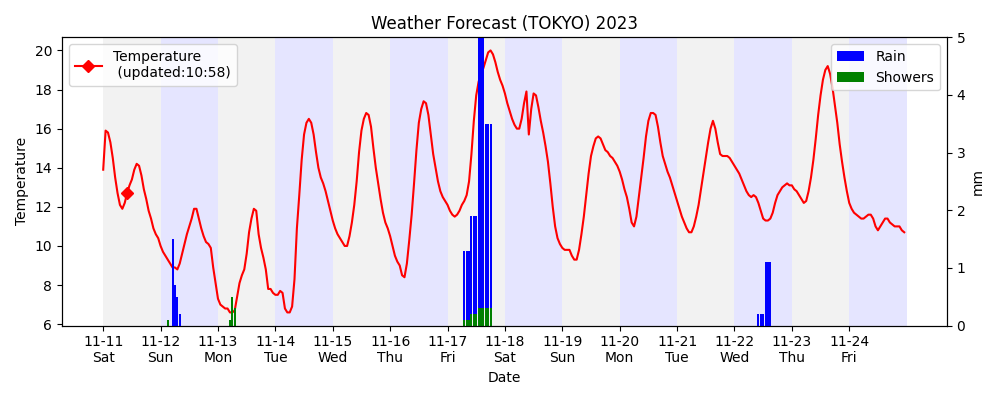 Weather Forecast (TOKYO) 2023
Temperature
(updated:10:58)
Rain
Showers
Temperature
20
18
16
14
12
10
8
6
5
4
3
2
1
0
mm
11-11 11-12 11-13 11-14 11-15 11-16 11-17 11-18 11-19 11-20 11-21 11-22 11-23 11-24
Sat Sun Mon Tue Wed Thu Fri Sat Sun Mon Tue Wed Thu Fri
Date